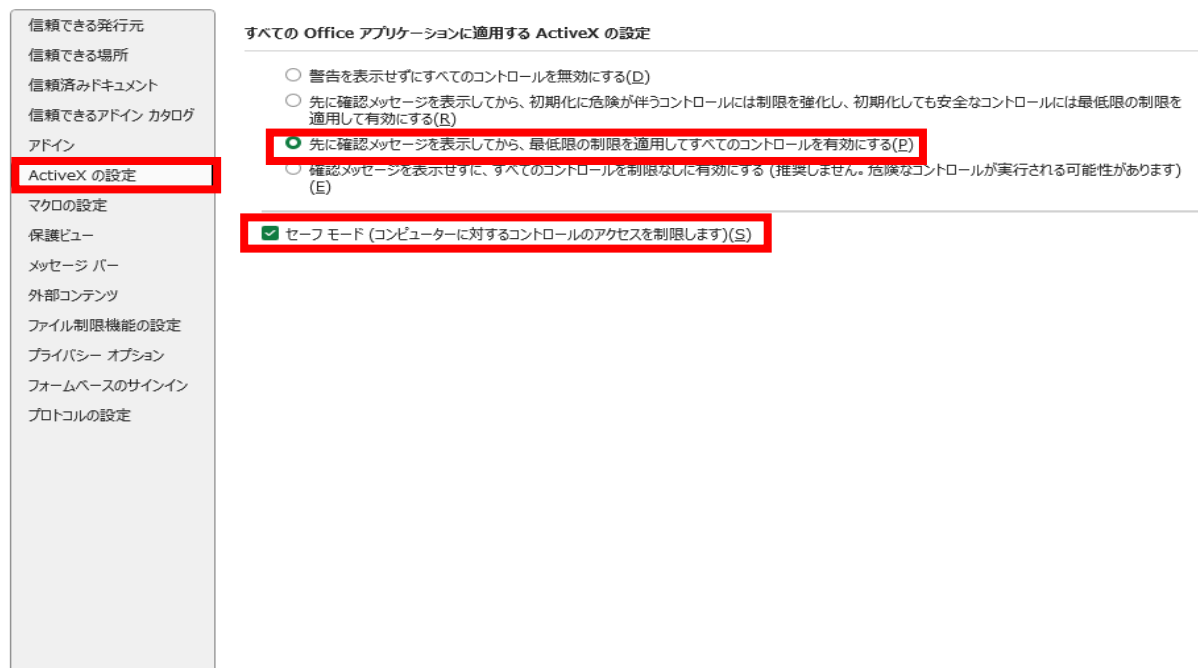 信頼できる発行元
信頼できる場所
信頼済みドキュメント
信頼できるアドイン カタログ
アドイン
ActiveX の設定
マクロの設定
保護ビュー
メッセージ バー
外部コンテンツ
ファイル制限機能の設定
プライバシー オプション
フォームベースのサインイン
プロトコルの設定
すべての Office アプリケーションに適用する ActiveX の設定
警告を表示せずにすべてのコントロールを無効にする(D)
先に確認メッセージを表示してから、初期化に危険が伴うコントロールには制限を強化し、初期化しても安全なコントロールには最低限の制限を
適用して有効にする(R)
先に確認メッセージを表示してから、最低限の制限を適用してすべてのコントロールを有効にする(P)
確認メッセージを表示せずに、すべてのコントロールを制限なしに有効にする (推奨しません。危険なコントロールが実行される可能性があります)
(E)
セーフ モード (コンピューターに対するコントロールのアクセスを制限します)(S)